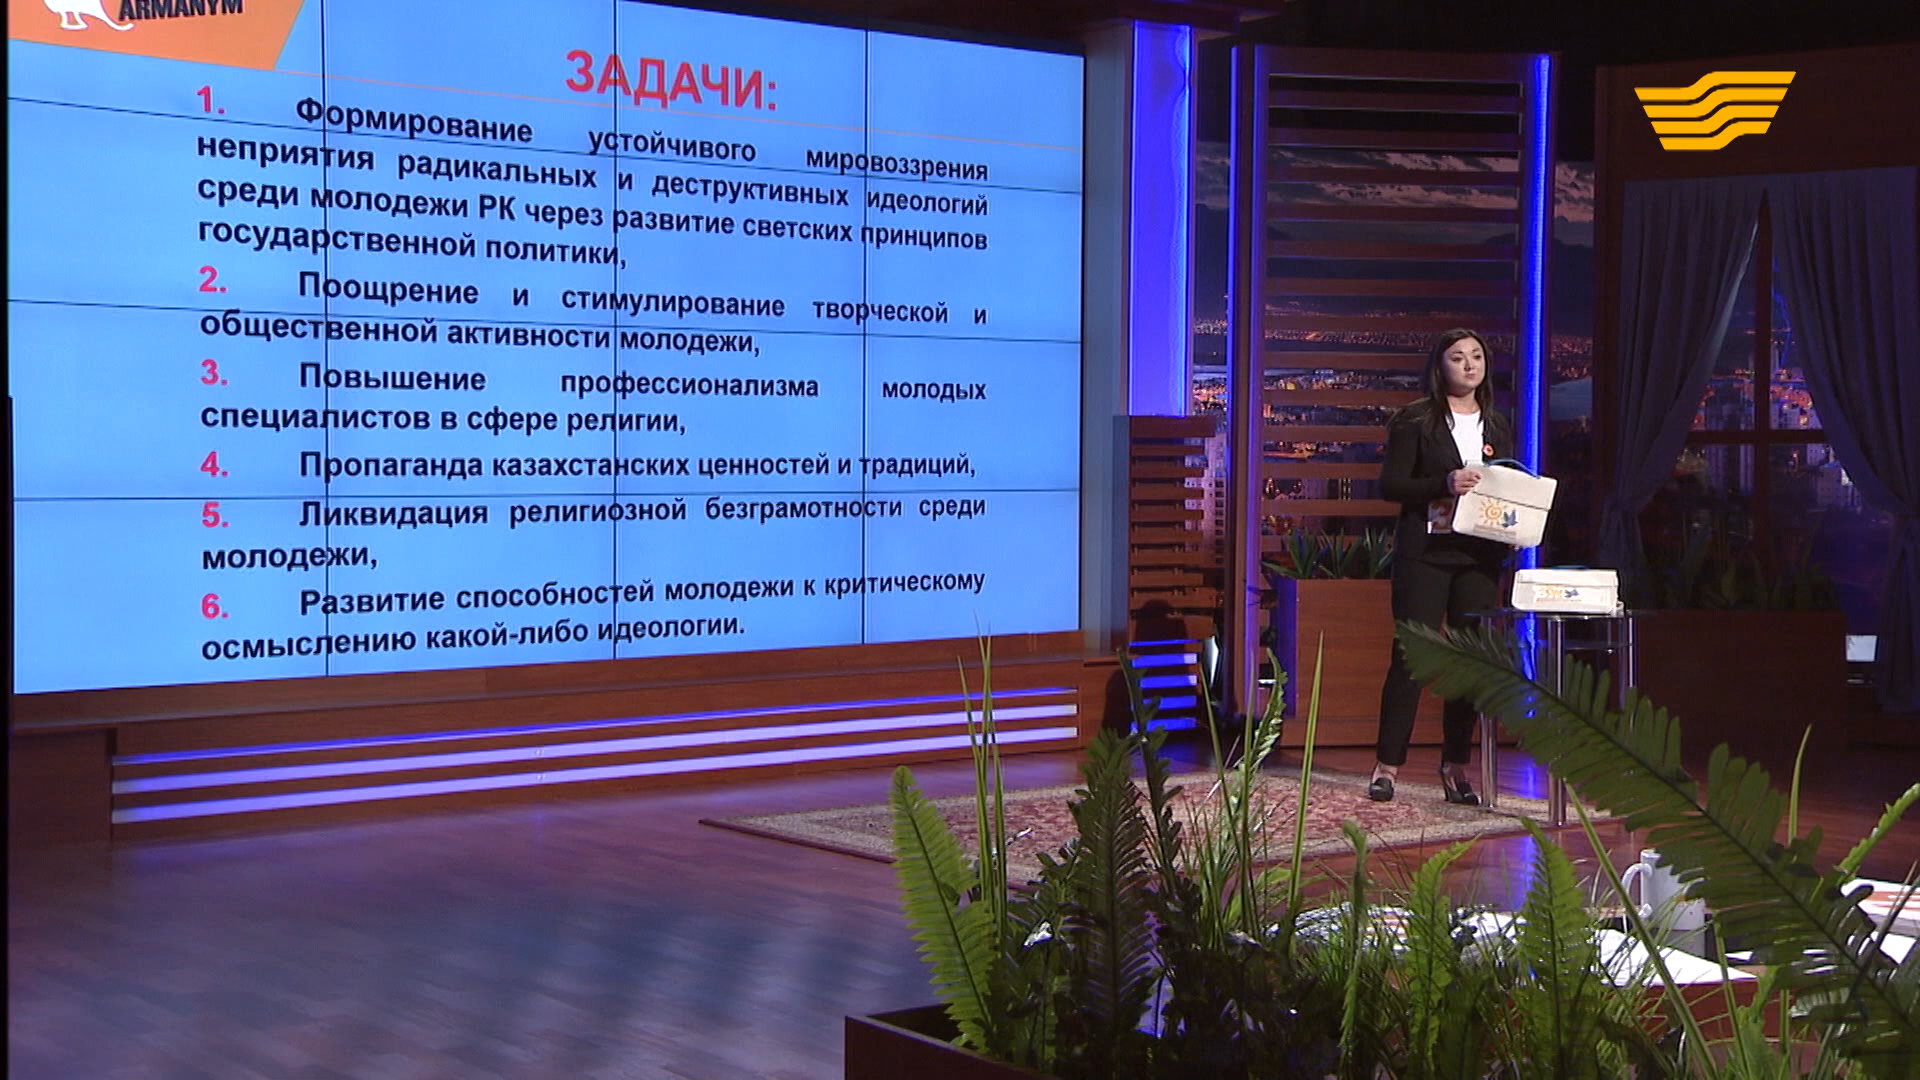 ARMANYM
ЗАДАЧИ:
1. Формирование устойчивого мировоззрения
неприятия радикальных и деструктивных идеологий
среди молодежи РК через развитие светских принципов
государственной политики,
2. Поощрение и стимулирование творческой и
общественной активности молодежи,
3. Повышение профессионализма молодых
специалистов в сфере религии,
4. Пропаганда казахстанских ценностей и традиций,
5. Ликвидация религиозной безграмотности среди
молодежи,
6. Развитие способностей молодежи к критическому
осмыслению какой-либо идеологии.